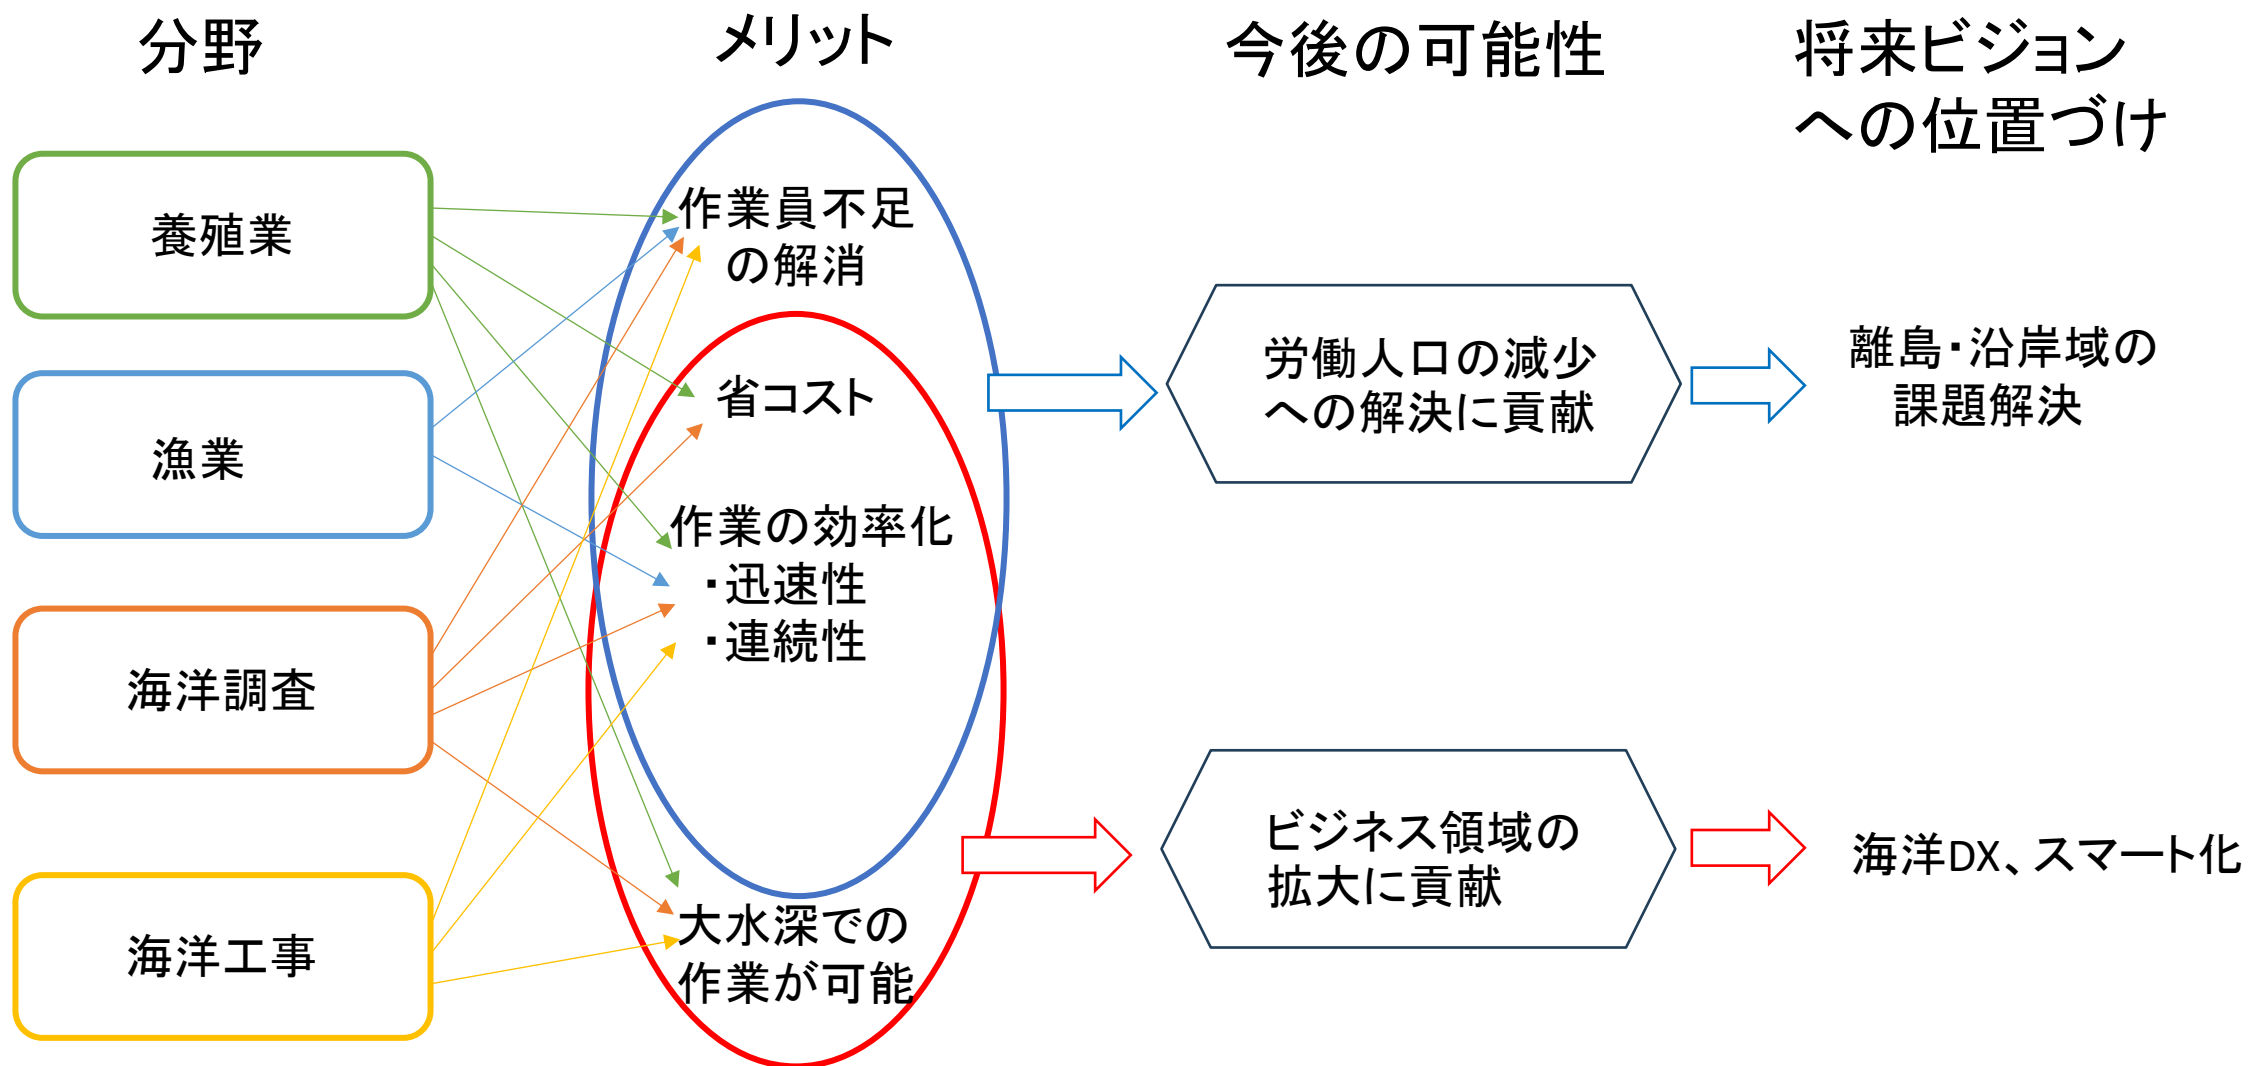 分野
メリット
今後の可能性
将来ビジョン
への位置づけ
養殖業
漁業
海洋調査
海洋工事
作業員不足
の解消
省コスト
作業の効率化
・迅速性
・連続性
大水深での
作業が可能
労働人口の減少
への解決に貢献
ビジネス領域の
拡大に貢献
離島・沿岸域の
課題解決
海洋DX、スマート化